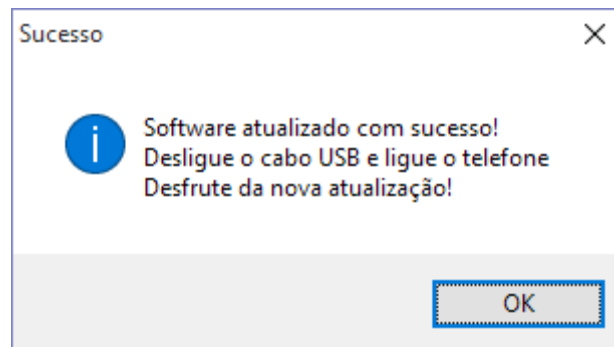 Sucesso
Software atualizado com sucesso!
Desligue o cabo USB e ligue o telefone
Desfrute da nova atualização!
OK